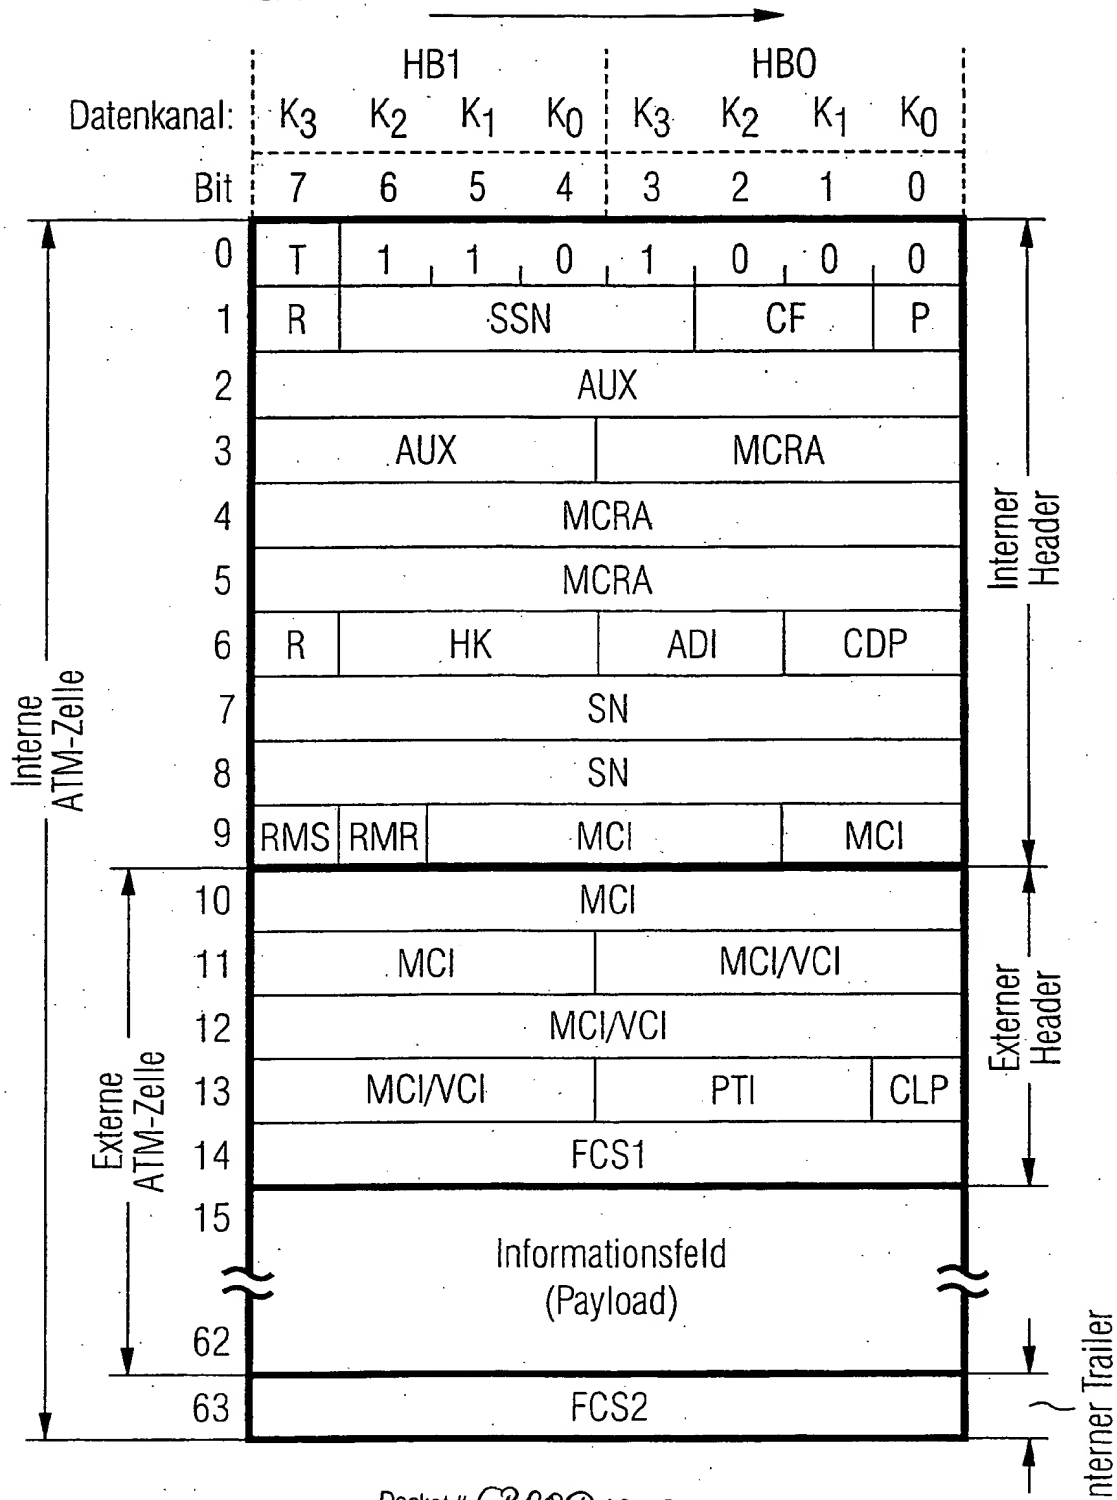 HB1 HB0
Datenkanal: K3 K2 K1 K0 K3 K2 K1 K0
Bit 7 6 5 4 3 2 1 0
0 T 1 1 0 1 0 0 0
1 R SSN CF P
2 AUX
3 AUX MCRA
4 MCRA
5 MCRA
6 R HK ADI CDP
7 SN
8 SN
9 RMS RMR MCI MCI
10 MCI
11 MCI MCI/VCI
12 MCI/VCI
13 MCI/VCI PTI CLP
14 FCS1
15
Informationsfeld
(Payload)
62
63 FCS2
Interne
ATM-Zelle
Externe
ATM-Zelle
Interner
Header
Externer
Header
Interner Trailer